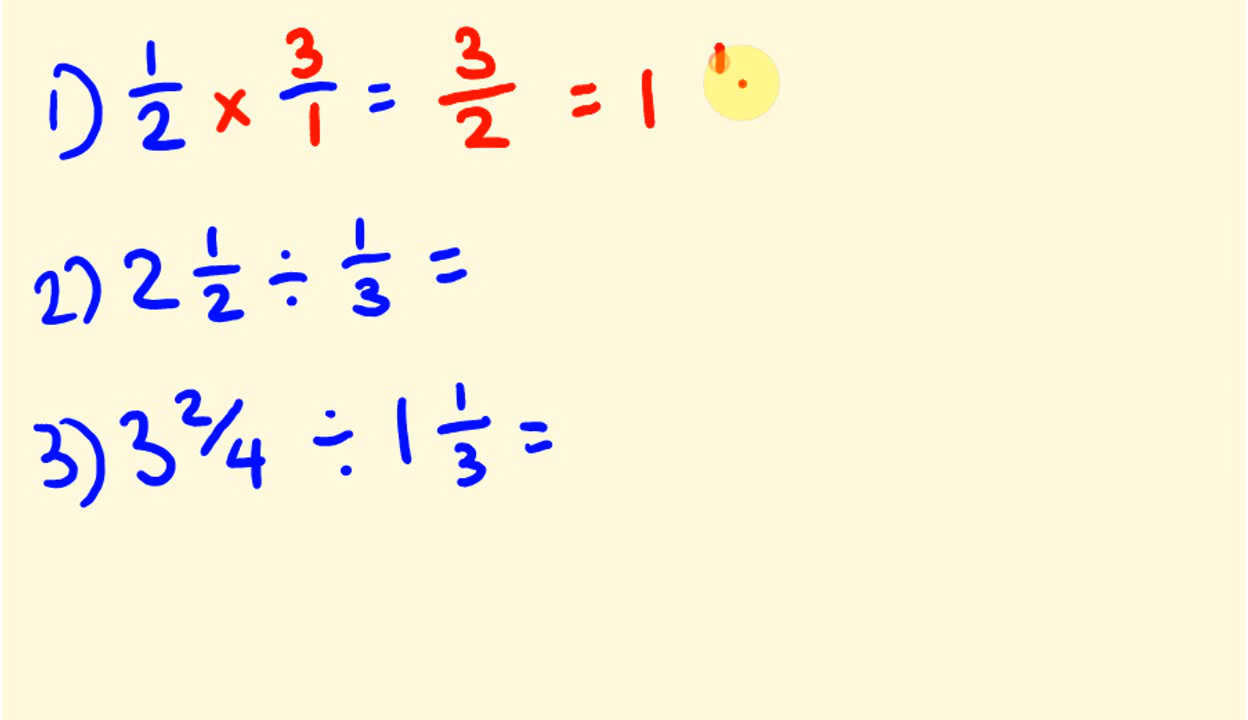 1) 1/2 × 3/1 = 3/2 = 1 1
2) 2 1/2 ÷ 1/3 =
3) 3 2/4 ÷ 1 1/3 =